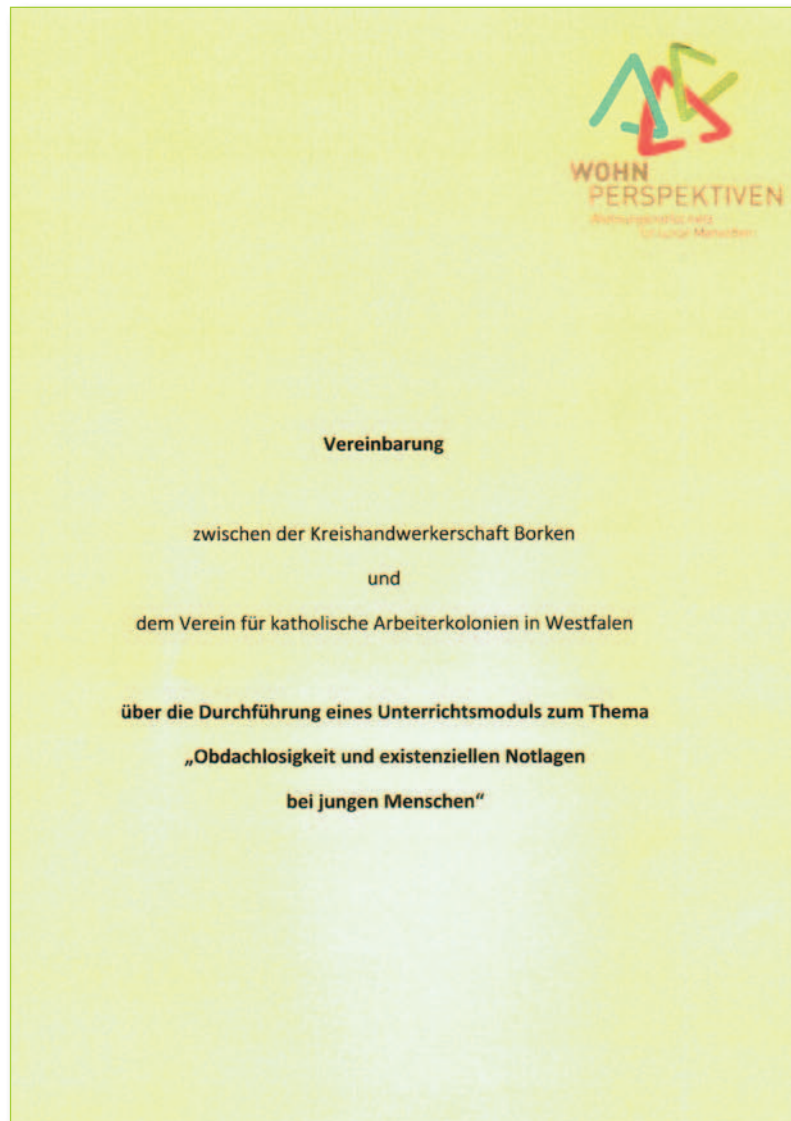 WOHN
PERSPEKTIVEN
Vereinbarung
zwischen der Kreishandwerkerschaft Borken
und
dem Verein für katholische Arbeiterkolonien in Westfalen
über die Durchführung eines Unterrichtsmoduls zum Thema
„Obdachlosigkeit und existenziellen Notlagen
bei jungen Menschen“